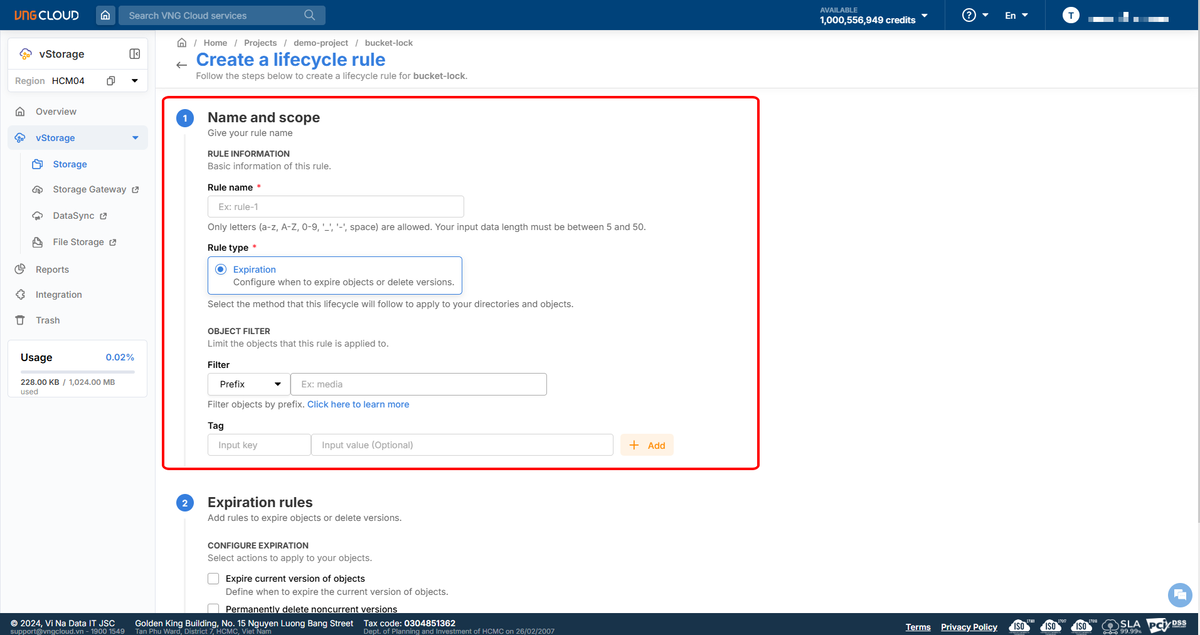 VNG CLOUD
Search VNG Cloud services
AVAILABLE
1,000,556,949 credits
En
T
vStorage
Region HCM04
Overview
vStorage
Storage
Storage Gateway
DataSync
File Storage
Reports
Integration
Trash
Usage 0.02%
228.00 KB / 1,024.00 MB
used
/ Home / Projects / demo-project / bucket-lock
Create a lifecycle rule
Follow the steps below to create a lifecycle rule for bucket-lock.
1 Name and scope
Give your rule name
RULE INFORMATION
Basic information of this rule.
Rule name *
Ex: rule-1
Only letters (a-z, A-Z, 0-9, '_', '-', space) are allowed. Your input data length must be between 5 and 50.
Rule type *
Expiration
Configure when to expire objects or delete versions.
Select the method that this lifecycle will follow to apply to your directories and objects.
OBJECT FILTER
Limit the objects that this rule is applied to.
Filter
Prefix Ex: media
Filter objects by prefix. Click here to learn more
Tag
Input key Input value (Optional) + Add
2 Expiration rules
Add rules to expire objects or delete versions.
CONFIGURE EXPIRATION
Select actions to apply to your objects.
Expire current version of objects
Define when to expire the current version of objects.
Permanently delete noncurrent versions
© 2024, Vi Na Data IT JSC Golden King Building, No. 15 Nguyen Luong Bang Street Tax code: 0304851362
support@vngcloud.vn - 1900 1549 Tan Phu Ward, District 7, HCMC, Viet Nam Dept. of Planning and Investment of HCMC on 26/02/2007
Terms Privacy Policy ISO ISO ISO SLA 99.99% PCI DSS